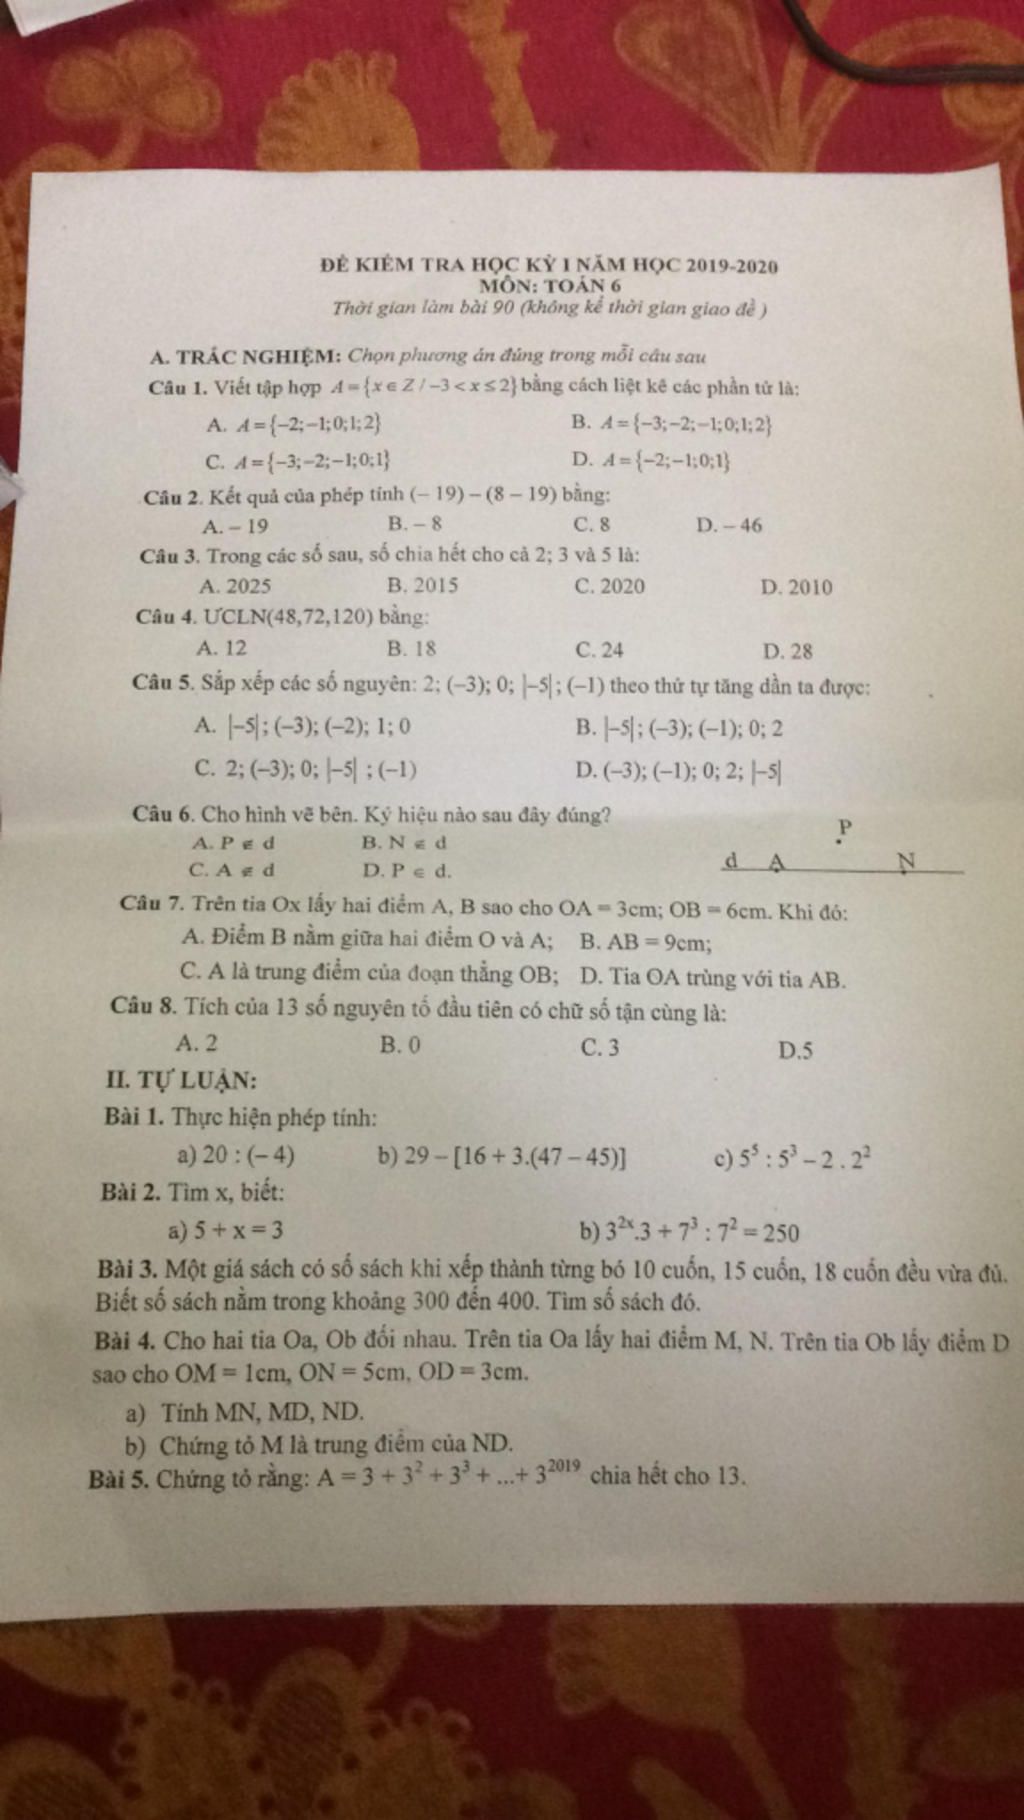 ĐỀ KIỂM TRA HỌC KỲ I NĂM HỌC 2019-2020
MÔN: TOÁN 6
Thời gian làm bài 90 (không kể thời gian giao đề )
A. TRẮC NGHIỆM: Chọn phương án đúng trong mỗi câu sau
Câu 1. Viết tập hợp A={x∈Z/−3<x≤2} bằng cách liệt kê các phần tử là:
A. A={−2;−1;0;1;2} B. A={−3;−2;−1;0;1;2}
C. A={−3;−2;−1;0;1} D. A={−2;−1;0;1}
Câu 2. Kết quả của phép tính (− 19) − (8 − 19) bằng:
A. − 19 B. − 8 C. 8 D. − 46
Câu 3. Trong các số sau, số chia hết cho cả 2; 3 và 5 là:
A. 2025 B. 2015 C. 2020 D. 2010
Câu 4. ƯCLN(48,72,120) bằng:
A. 12 B. 18 C. 24 D. 28
Câu 5. Sắp xếp các số nguyên: 2; (−3); 0; |−5|; (−1) theo thứ tự tăng dần ta được:
A. |−5|; (−3); (−2); 1; 0 B. |−5|; (−3); (−1); 0; 2
C. 2; (−3); 0; |−5| ; (−1) D. (−3); (−1); 0; 2; |−5|
Câu 6. Cho hình vẽ bên. Ký hiệu nào sau đây đúng?
P
A. P ∉ d B. N ∉ d
C. A ∉ d D. P ∈ d.
d A N
Câu 7. Trên tia Ox lấy hai điểm A, B sao cho OA = 3cm; OB = 6cm. Khi đó:
A. Điểm B nằm giữa hai điểm O và A; B. AB = 9cm;
C. A là trung điểm của đoạn thẳng OB; D. Tia OA trùng với tia AB.
Câu 8. Tích của 13 số nguyên tố đầu tiên có chữ số tận cùng là:
A. 2 B. 0 C. 3 D.5
II. TỰ LUẬN:
Bài 1. Thực hiện phép tính:
a) 20 : (− 4) b) 29 − [16 + 3.(47 − 45)] c) 5⁵ : 5³ − 2 . 2²
Bài 2. Tìm x, biết:
a) 5 + x = 3 b) 3²ˣ.3 + 7³ : 7² = 250
Bài 3. Một giá sách có số sách khi xếp thành từng bó 10 cuốn, 15 cuốn, 18 cuốn đều vừa đủ.
Biết số sách nằm trong khoảng 300 đến 400. Tìm số sách đó.
Bài 4. Cho hai tia Oa, Ob đối nhau. Trên tia Oa lấy hai điểm M, N. Trên tia Ob lấy điểm D
sao cho OM = 1cm, ON = 5cm, OD = 3cm.
a) Tính MN, MD, ND.
b) Chứng tỏ M là trung điểm của ND.
Bài 5. Chứng tỏ rằng: A = 3 + 3² + 3³ + ...+ 3²⁰¹⁹ chia hết cho 13.